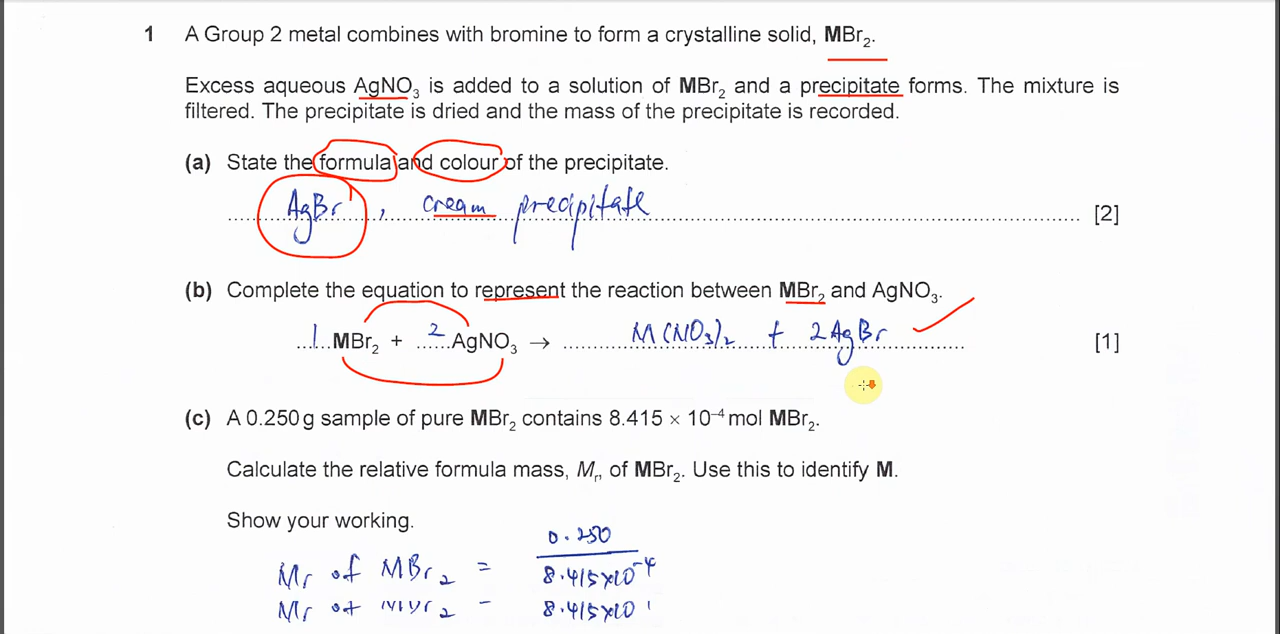 1 A Group 2 metal combines with bromine to form a crystalline solid, MBr₂.
Excess aqueous AgNO₃ is added to a solution of MBr₂ and a precipitate forms. The mixture is
filtered. The precipitate is dried and the mass of the precipitate is recorded.
(a) State the formula and colour of the precipitate.
AgBr , cream precipitate [2]
(b) Complete the equation to represent the reaction between MBr₂ and AgNO₃.
1 MBr₂ + 2 AgNO₃ → M(NO₃)₂ + 2AgBr [1]
(c) A 0.250 g sample of pure MBr₂ contains 8.415 × 10⁻⁴ mol MBr₂.
Calculate the relative formula mass, Mᵣ, of MBr₂. Use this to identify M.
Show your working.
0.250
Mr of MBr₂ = 8.415×10⁻⁴